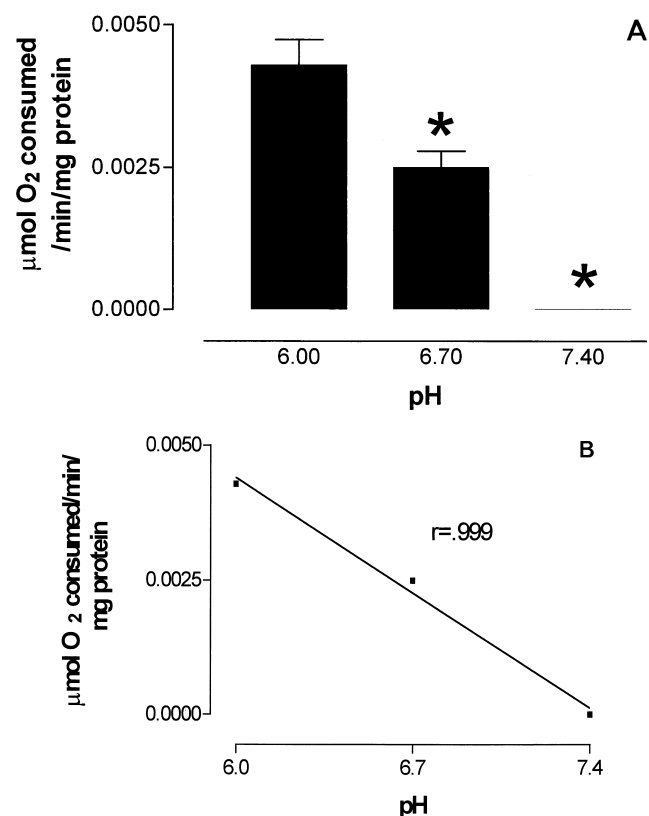 A
0.0050
0.0025
0.0000
μmol O2 consumed
/min/mg protein
*
*
6.00 6.70 7.40
pH
B
0.0050
0.0025
0.0000
μmol O 2 consumed/min/
mg protein
r=.999
6.0 6.7 7.4
pH